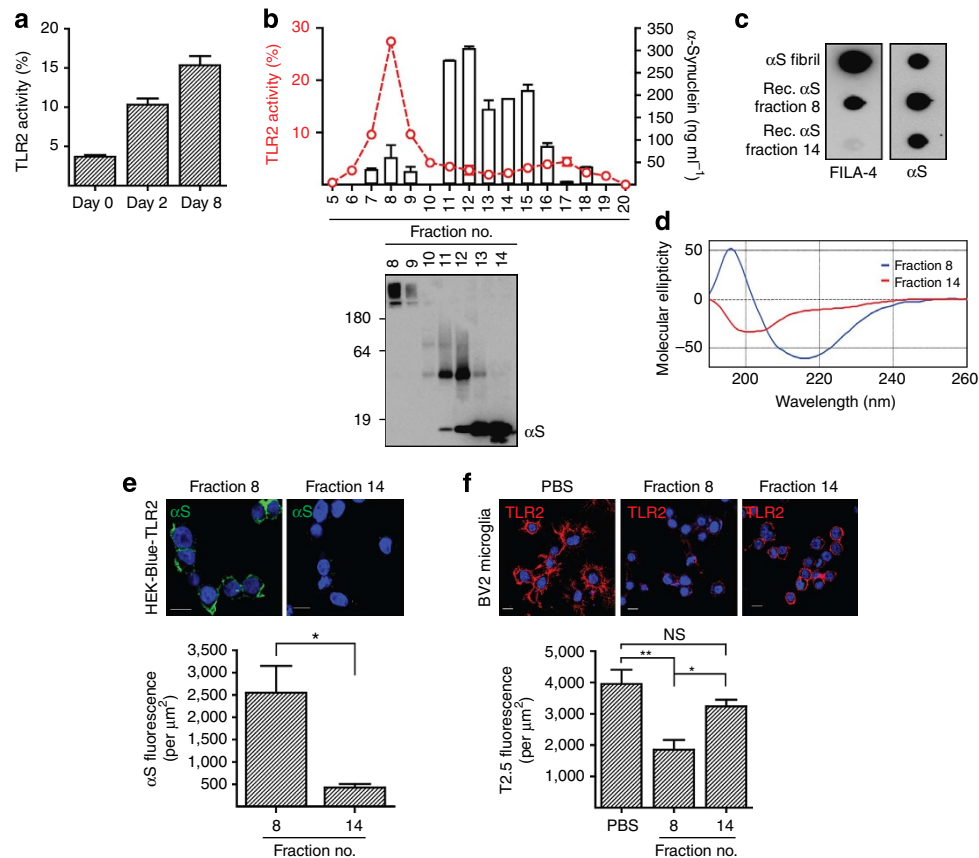 a
TLR2 activity (%)
20
15
10
5
Day 0 Day 2 Day 8
b
TLR2 activity (%)
30
20
10
α-Synuclein (ng ml⁻¹)
350
300
250
200
150
100
50
5 6 7 8 9 10 11 12 13 14 15 16 17 18 19 20
Fraction no.
8 9 10 11 12 13 14
180
64
19
αS
c
αS fibril
Rec. αS
fraction 8
Rec. αS
fraction 14
FILA-4 αS
d
Molecular ellipticity
50
0
−50
Fraction 8
Fraction 14
200 220 240 260
Wavelength (nm)
e
Fraction 8 Fraction 14
HEK-Blue-TLR2
αS αS
αS fluorescence
(per μm²)
3,500
3,000
2,500
2,000
1,500
1,000
500
*
8 14
Fraction no.
f
PBS Fraction 8 Fraction 14
BV2 microglia
TLR2 TLR2 TLR2
T2.5 fluorescence
(per μm²)
5,000
4,000
3,000
2,000
1,000
NS
**
*
PBS 8 14
Fraction no.